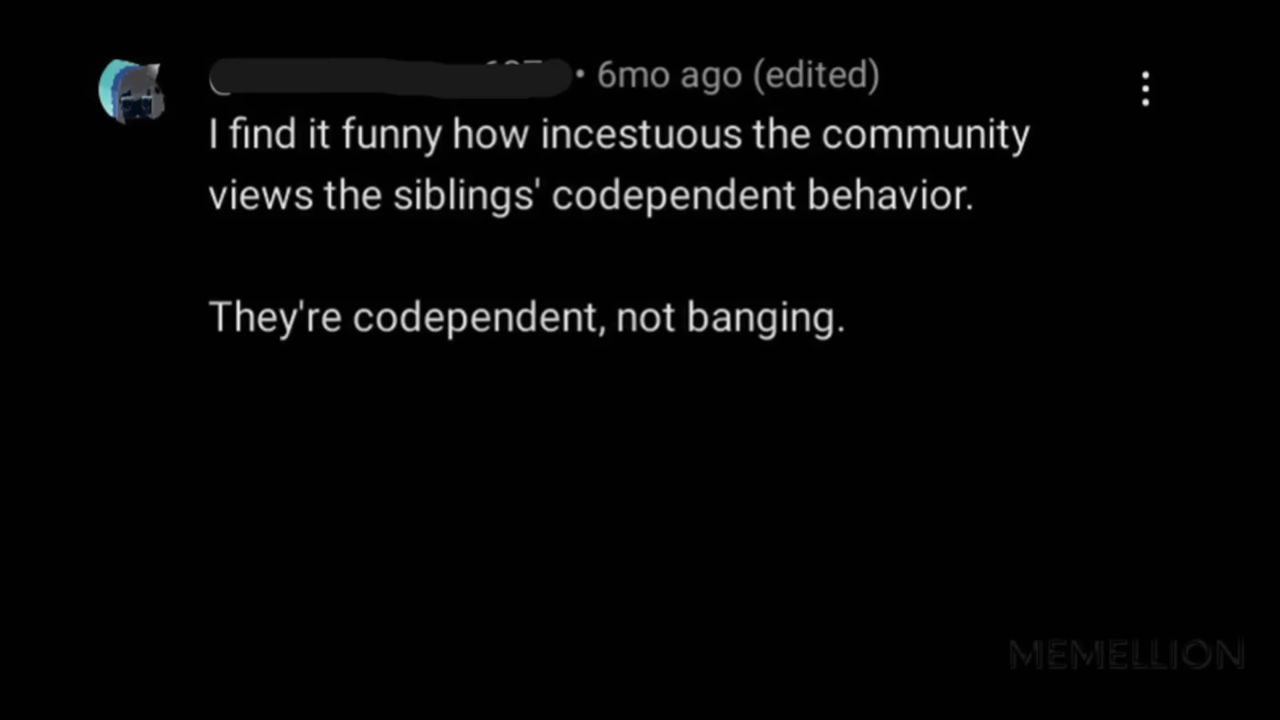 • 6mo ago (edited)
I find it funny how incestuous the community
views the siblings' codependent behavior.
They're codependent, not banging.
MEMELLION